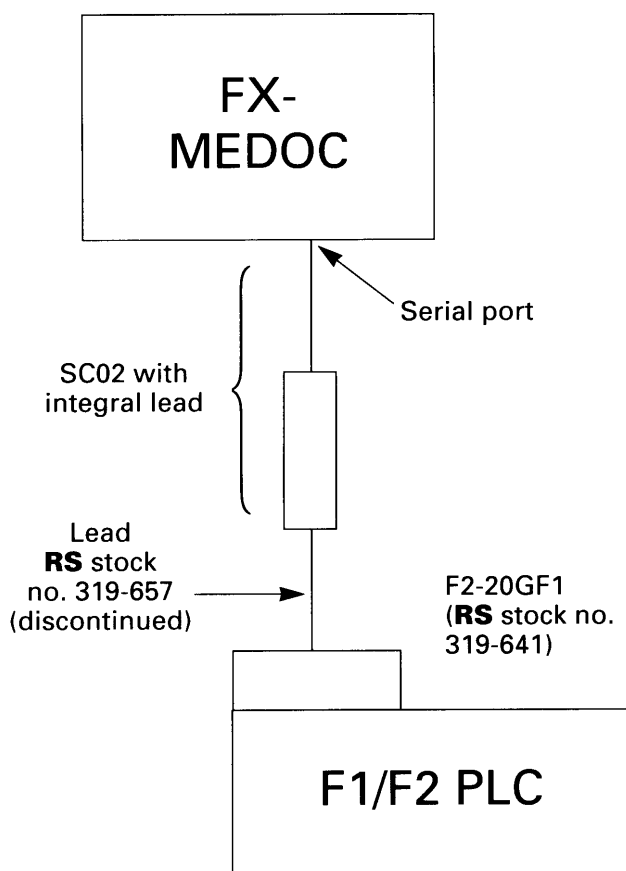 FX-
MEDOC
Serial port
SC02 with
integral lead
Lead
RS stock
no. 319-657
(discontinued)
F2-20GF1
(RS stock no.
319-641)
F1/F2 PLC